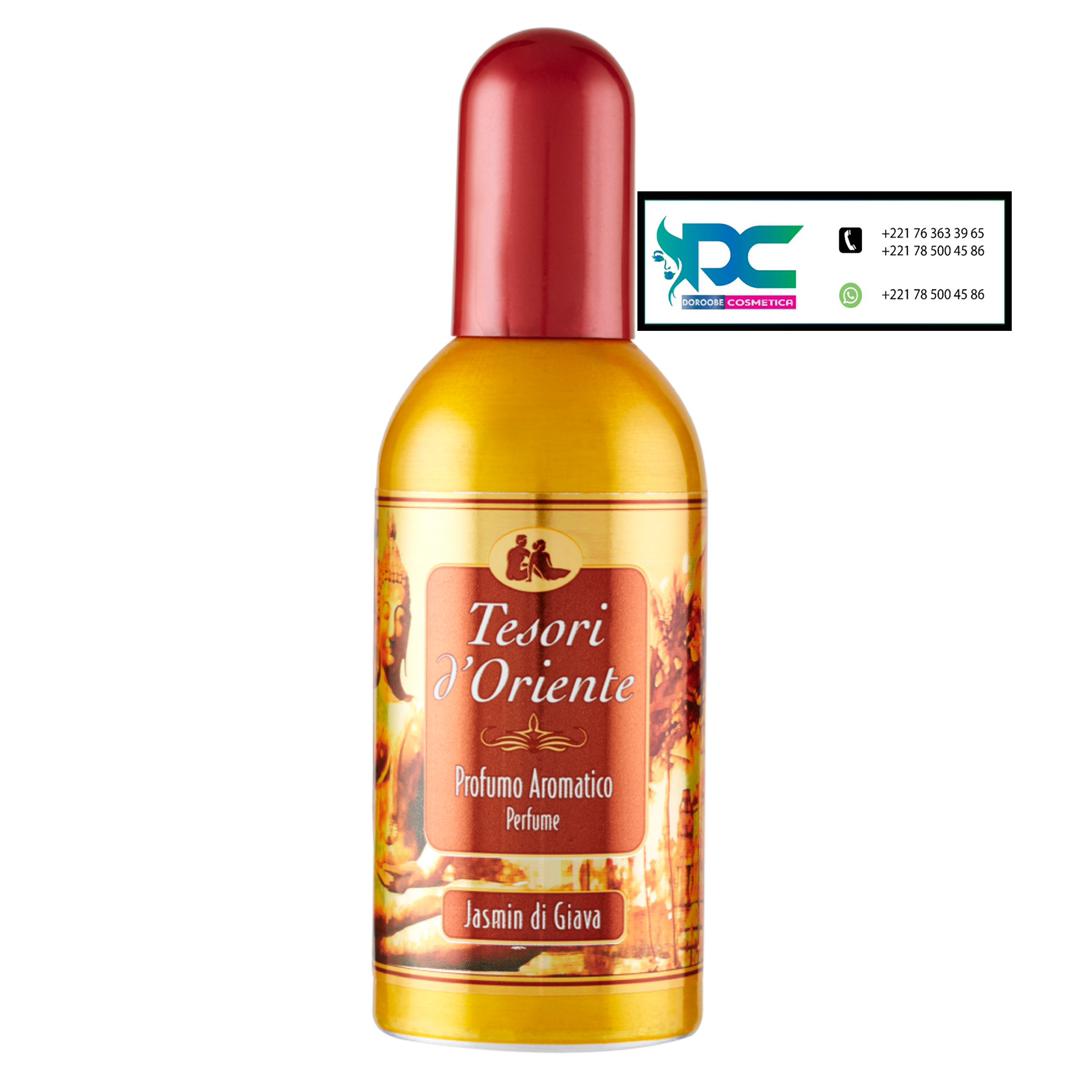 DC
DOROOBE COSMETICA
+221 76 363 39 65
+221 78 500 45 86
+221 78 500 45 86
Tesori
d'Oriente
Profumo Aromatico
Perfume
Jasmin di Giava